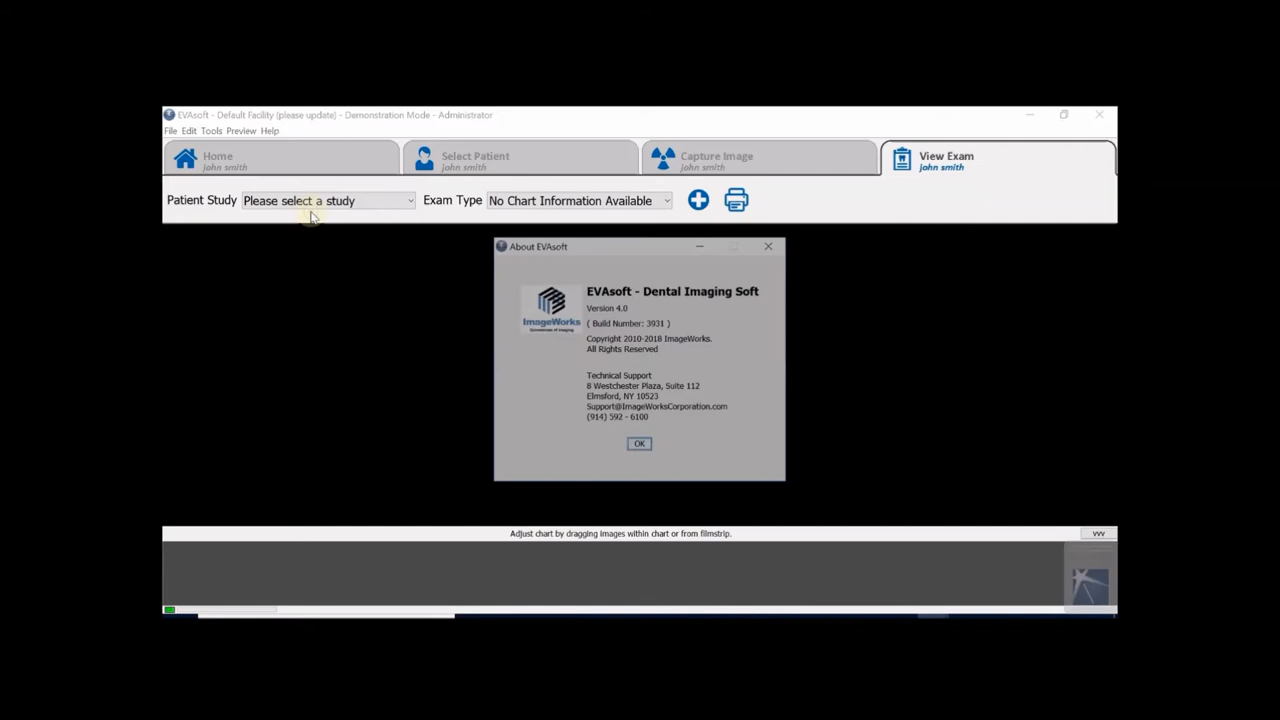 EVAsoft - Default Facility (please update) - Demonstration Mode - Administrator
File Edit Tools Preview Help
Home
john smith
Select Patient
john smith
Capture Image
john smith
View Exam
john smith
Patient Study Please select a study Exam Type No Chart Information Available
About EVAsoft
EVAsoft - Dental Imaging Soft
Version 4.0
( Build Number: 3931 )
Copyright 2010-2018 ImageWorks.
All Rights Reserved
ImageWorks
Technical Support
8 Westchester Plaza, Suite 112
Elmsford, NY 10523
Support@ImageWorksCorporation.com
(914) 592 - 6100
OK
Adjust chart by dragging images within chart or from filmstrip.
vvv